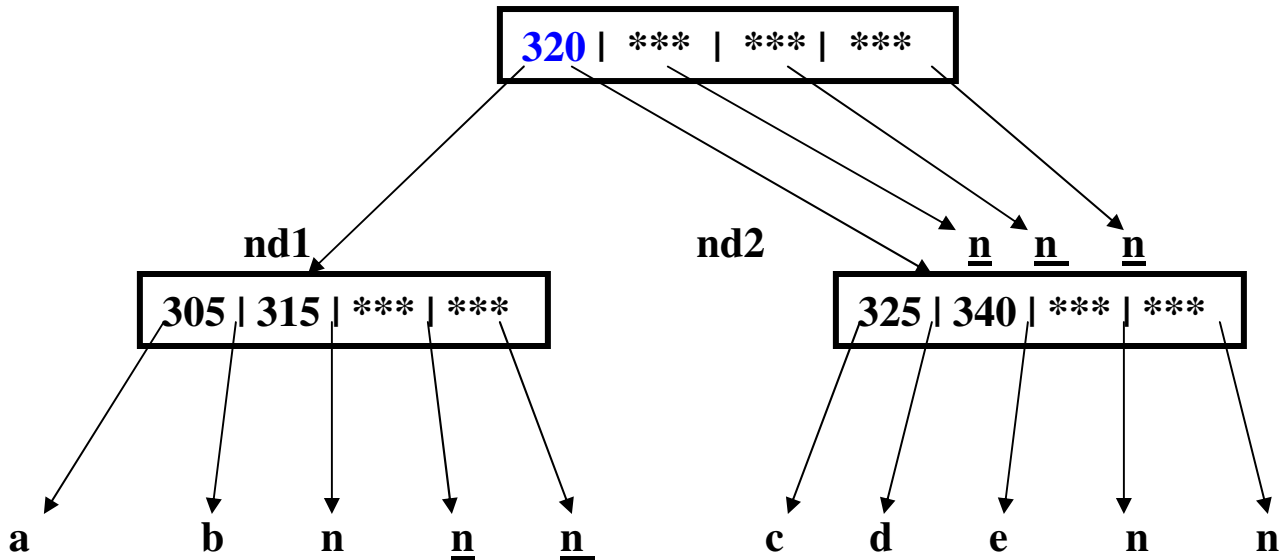 320 | *** | *** | ***
n n n
nd1 nd2
305 | 315 | *** | *** 325 | 340 | *** | ***
a b n n n c d e n n